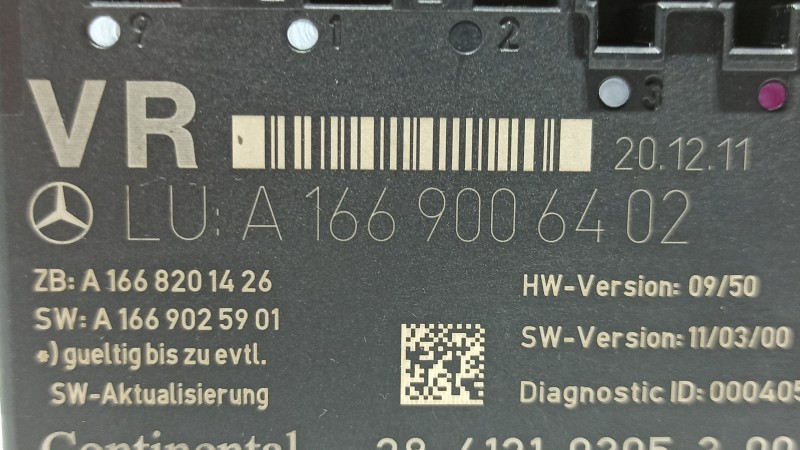 9 1 2
3
VR 20.12.11
LU: A 166 900 64 02
ZB: A 166 820 14 26
SW: A 166 902 59 01
*) gueltig bis zu evtl.
SW-Aktualisierung
HW-Version: 09/50
SW-Version: 11/03/00
Diagnostic ID: 000405
Continental